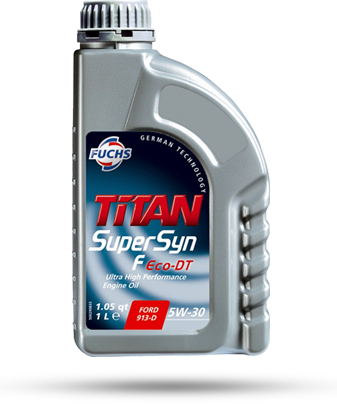 GERMAN TECHNOLOGY
FUCHS
TITAN
SuperSyn
F Eco-DT
Ultra High Performance
Engine Oil
1.05 qt
1 L e
FORD
913-D
5W-30